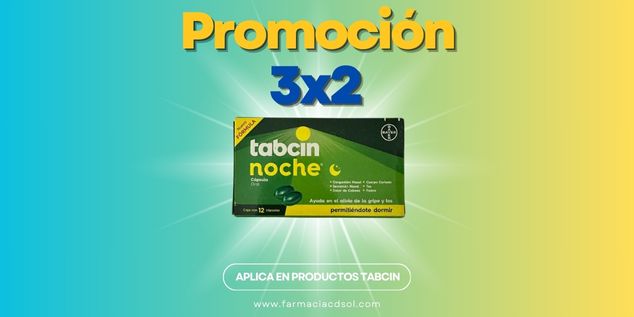 Promoción
3x2
Nueva
FÓRMULA
tabcin
noche
Cápsula
Oral
BAYER
• Congestión Nasal • Cuerpo Cortado
• Secreción Nasal • Tos
• Dolor de Cabeza • Fiebre
Ayuda en el alivio de la gripe y tos
permitiéndote dormir
Caja con 12 cápsulas
APLICA EN PRODUCTOS TABCIN
www.farmaciacdsol.com